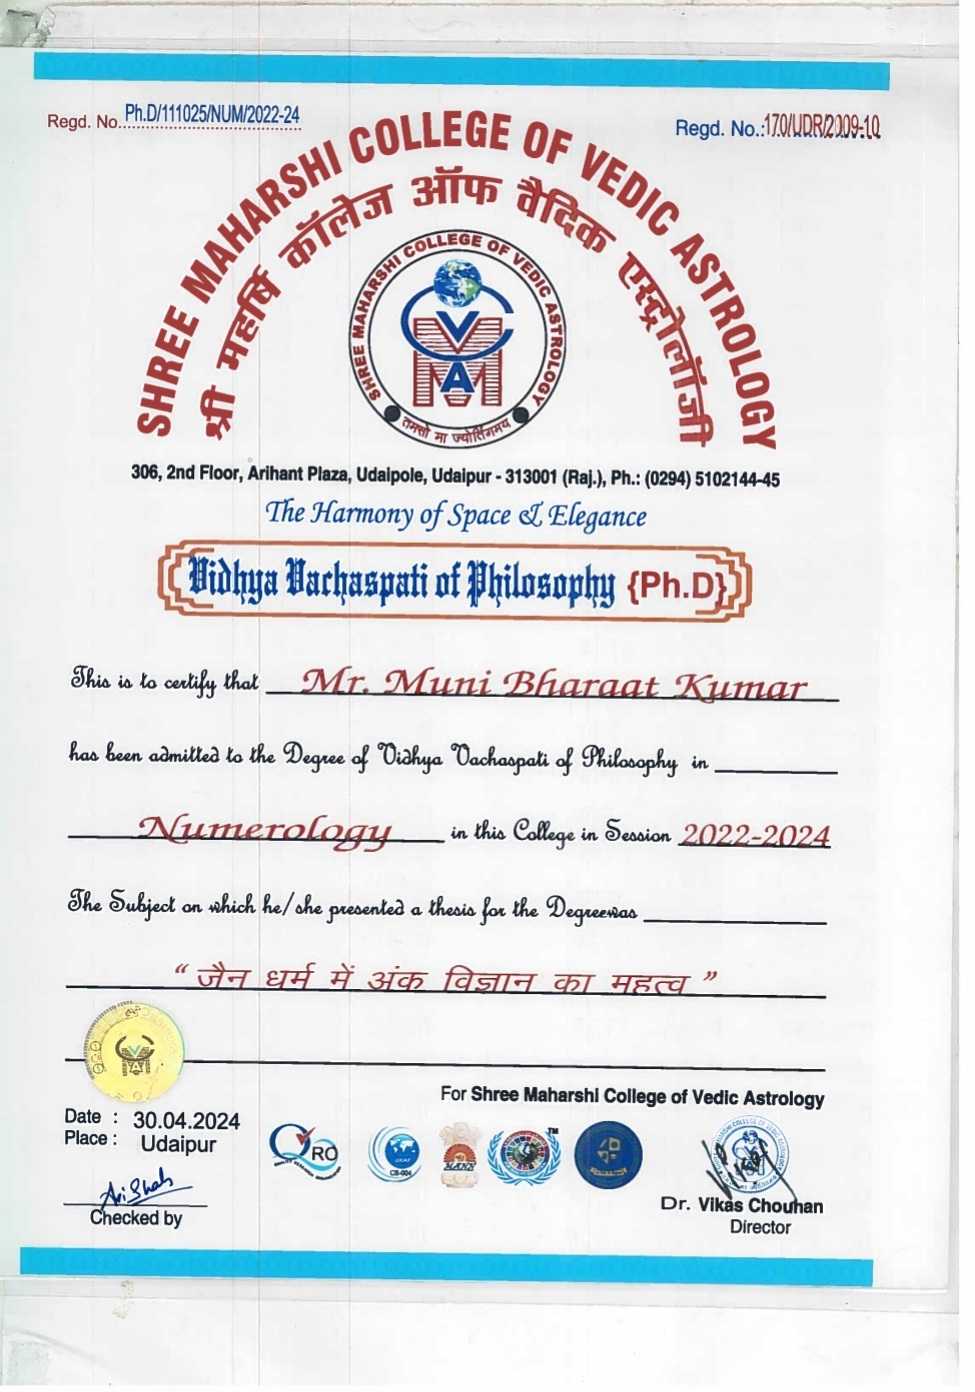 Regd. No. Ph.D/111025/NUM/2022-24
Regd. No.:170/UDR/2009-10
SHREE MAHARSHI COLLEGE OF VEDIC ASTROLOGY
श्री महर्षि कॉलेज ऑफ वैदिक एस्ट्रोलॉजी
SHREE MAHARSHI COLLEGE OF VEDIC ASTROLOGY
CVMA
तमसो मा ज्योतिंगमय
306, 2nd Floor, Arihant Plaza, Udaipole, Udaipur - 313001 (Raj.), Ph.: (0294) 5102144-45
The Harmony of Space & Elegance
Vidhya Vachaspati of Philosophy {Ph.D}
This is to certify that Mr. Muni Bharaat Kumar
has been admitted to the Degree of Vidhya Vachaspati of Philosophy in
Numerology in this College in Session 2022-2024
The Subject on which he/she presented a thesis for the Degreewas
“ जैन धर्म में अंक विज्ञान का महत्व ”
For Shree Maharshi College of Vedic Astrology
Date : 30.04.2024
Place : Udaipur
QRO
CB-004
TM
Checked by
Dr. Vikas Chouhan
Director